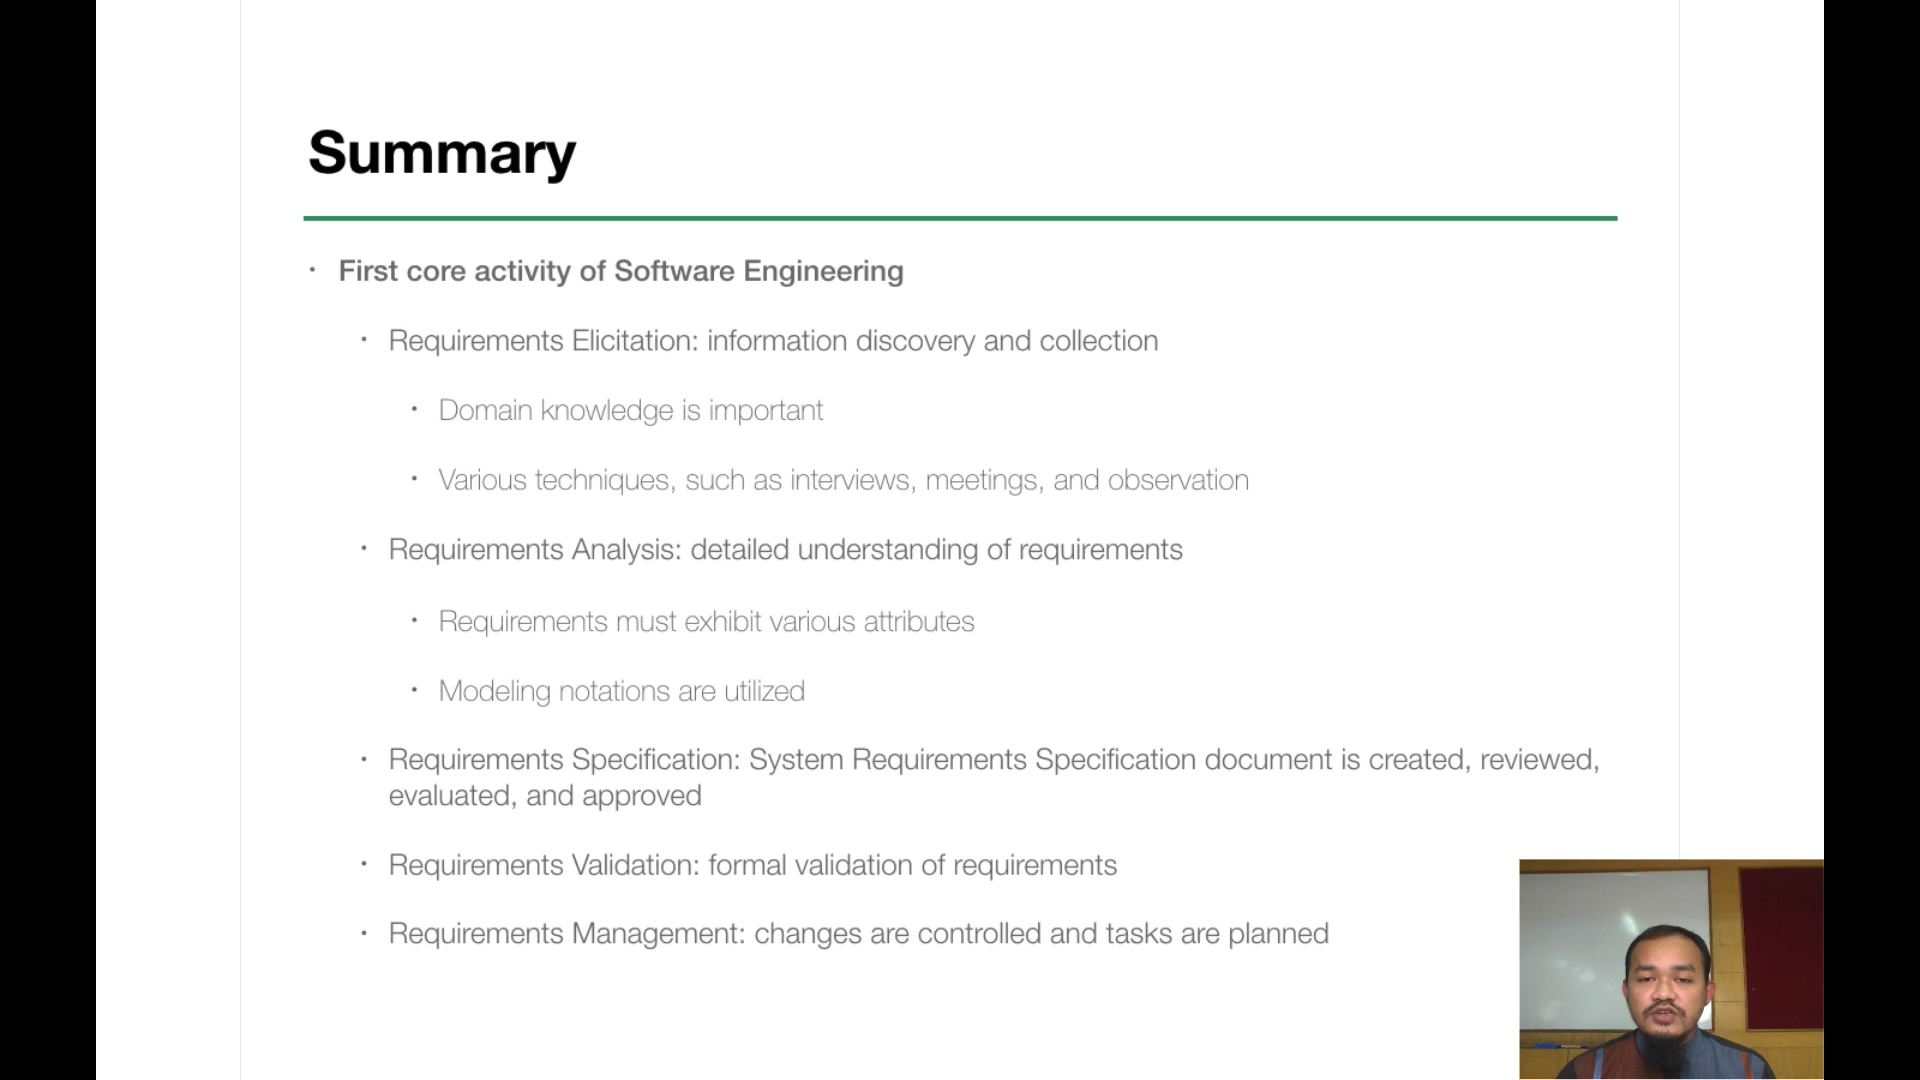 Summary
• First core activity of Software Engineering
• Requirements Elicitation: information discovery and collection
• Domain knowledge is important
• Various techniques, such as interviews, meetings, and observation
• Requirements Analysis: detailed understanding of requirements
• Requirements must exhibit various attributes
• Modeling notations are utilized
• Requirements Specification: System Requirements Specification document is created, reviewed,
evaluated, and approved
• Requirements Validation: formal validation of requirements
• Requirements Management: changes are controlled and tasks are planned